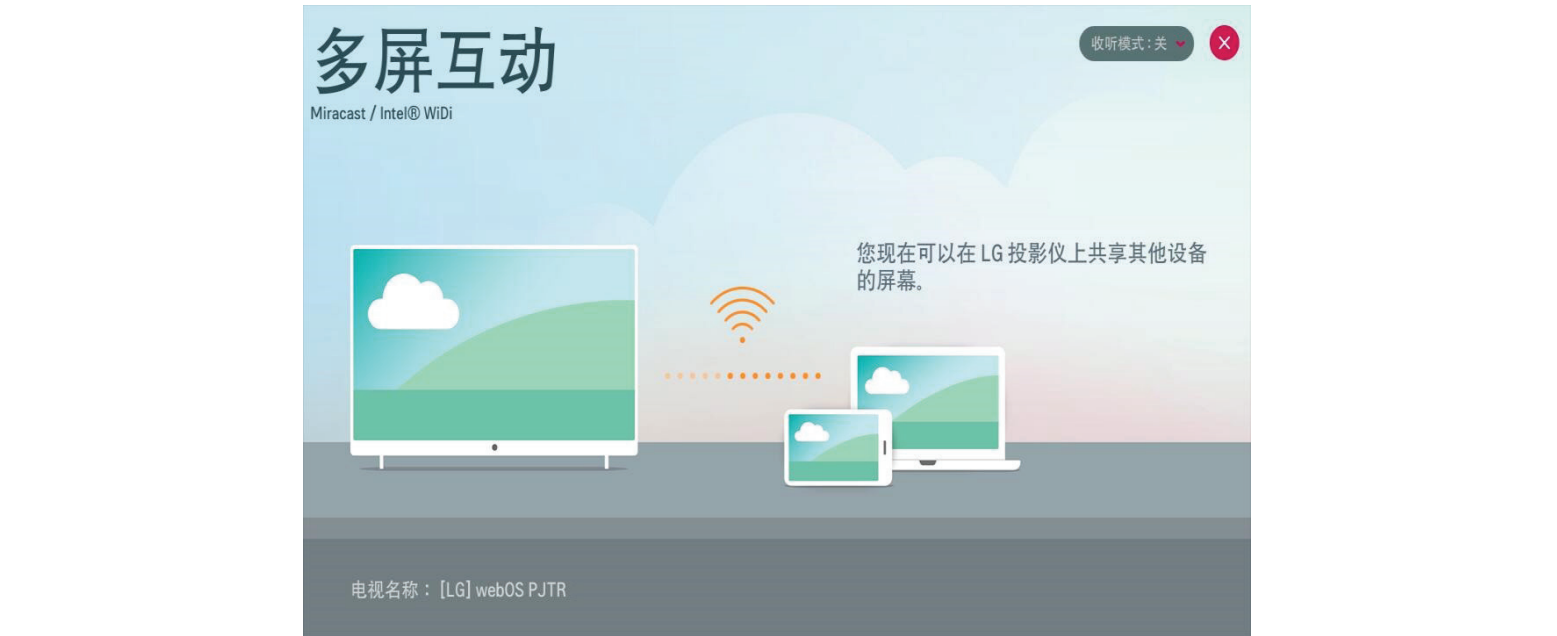 多屏互动
收听模式:关
Miracast / Intel® WiDi
您现在可以在 LG 投影仪上共享其他设备
的屏幕。
电视名称: [LG] webOS PJTR